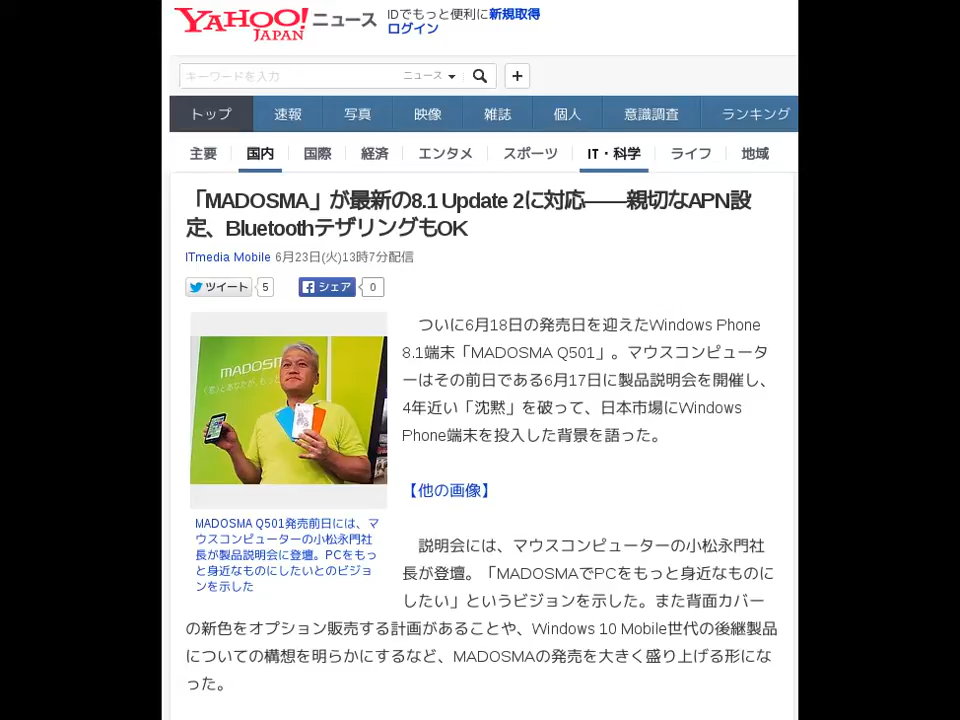 YAHOO! JAPAN ニュース
IDでもっと便利に新規取得
ログイン
キーワードを入力 ニュース
トップ 速報 写真 映像 雑誌 個人 意識調査 ランキング
主要 国内 国際 経済 エンタメ スポーツ IT・科学 ライフ 地域
「MADOSMA」が最新の8.1 Update 2に対応――親切なAPN設
定、BluetoothテザリングもOK
ITmedia Mobile 6月23日(火)13時7分配信
ツイート 5 シェア 0
MADOSM
MADOSMA Q501発売前日には、マ
ウスコンピューターの小松永門社
長が製品説明会に登壇。PCをもっ
と身近なものにしたいとのビジョ
ンを示した
ついに6月18日の発売日を迎えたWindows Phone
8.1端末「MADOSMA Q501」。マウスコンピュータ
ーはその前日である6月17日に製品説明会を開催し、
4年近い「沈黙」を破って、日本市場にWindows
Phone端末を投入した背景を語った。
【他の画像】
説明会には、マウスコンピューターの小松永門社
長が登壇。「MADOSMAでPCをもっと身近なものに
したい」というビジョンを示した。また背面カバー
の新色をオプション販売する計画があることや、Windows 10 Mobile世代の後継製品
についての構想を明らかにするなど、MADOSMAの発売を大きく盛り上げる形にな
った。